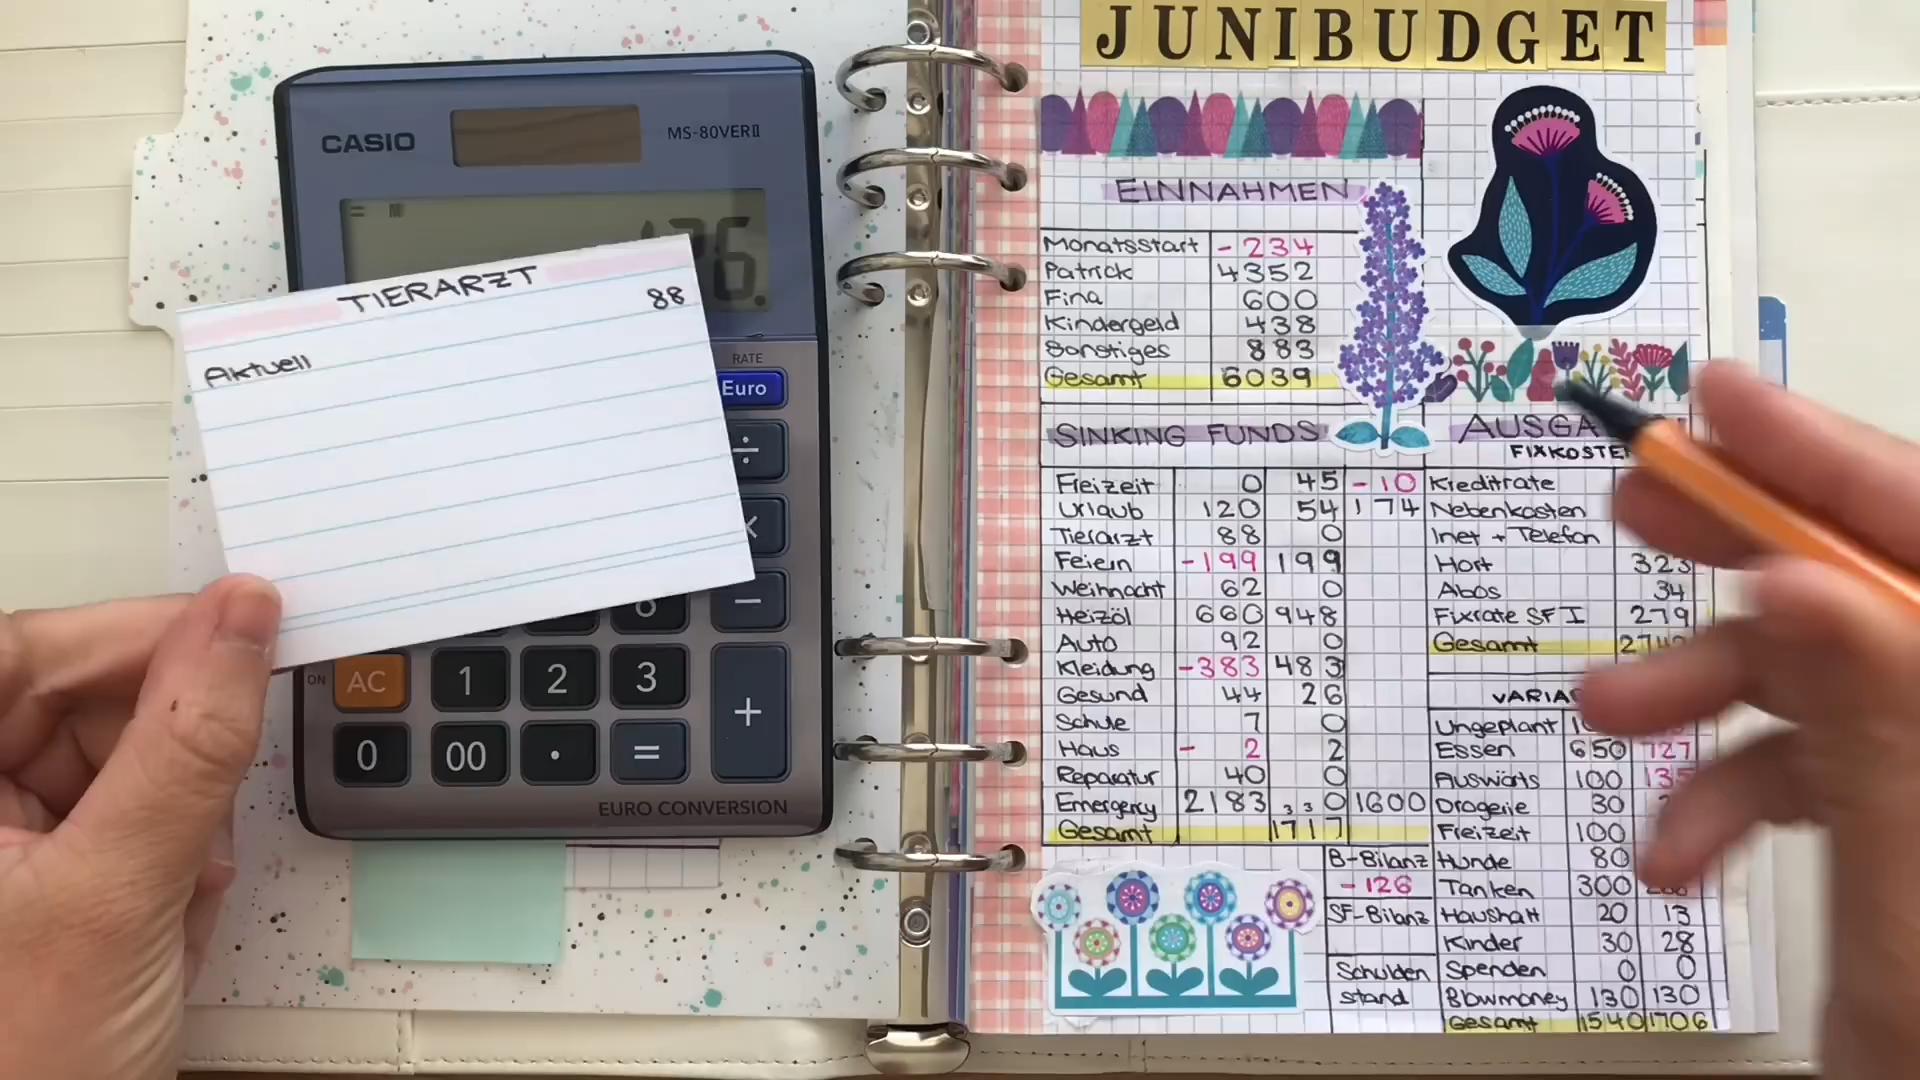 CASIO
MS-80VERII
176.
TIERARZT
88
Aktuell
RATE
Euro
÷
×
6
−
ON
AC
1
2
3
+
0
00
·
=
EURO CONVERSION
JUNIBUDGET
EINNAHMEN
Monatsstart -234
Patrick 4352
Fina 600
Kindergeld 438
Sonstiges 883
Gesamt 6039
SINKING FUNDS
Freizeit 0 45 -10
Urlaub 120 54 174
Tierarzt 88 0
Feiern -199 199
Weihnacht 62 0
Heizöl 660 948
Auto 92 0
Kleidung -383 483
Gesund 44 26
Schule 7 0
Haus - 2 2
Reparatur 40 0
Emergency 2183 330 1600
Gesamt 1717
B-Bilanz
-126
SF-Bilanz
Schulden
stand
FIXKOSTEN
Kreditrate
Nebenkosten
Inet + Telefon
Hort 323
Abos 34
Fixrate SF I 279
Gesamt
Ungeplant
Essen 650 727
Auswärts 100 135
Drogerie 30
Freizeit 100
Hunde 80
Tanken 300
Haushalt 20 13
Kinder 30 28
Spenden 0 0
Blowmoney 130 130
Gesamt 1540 1706